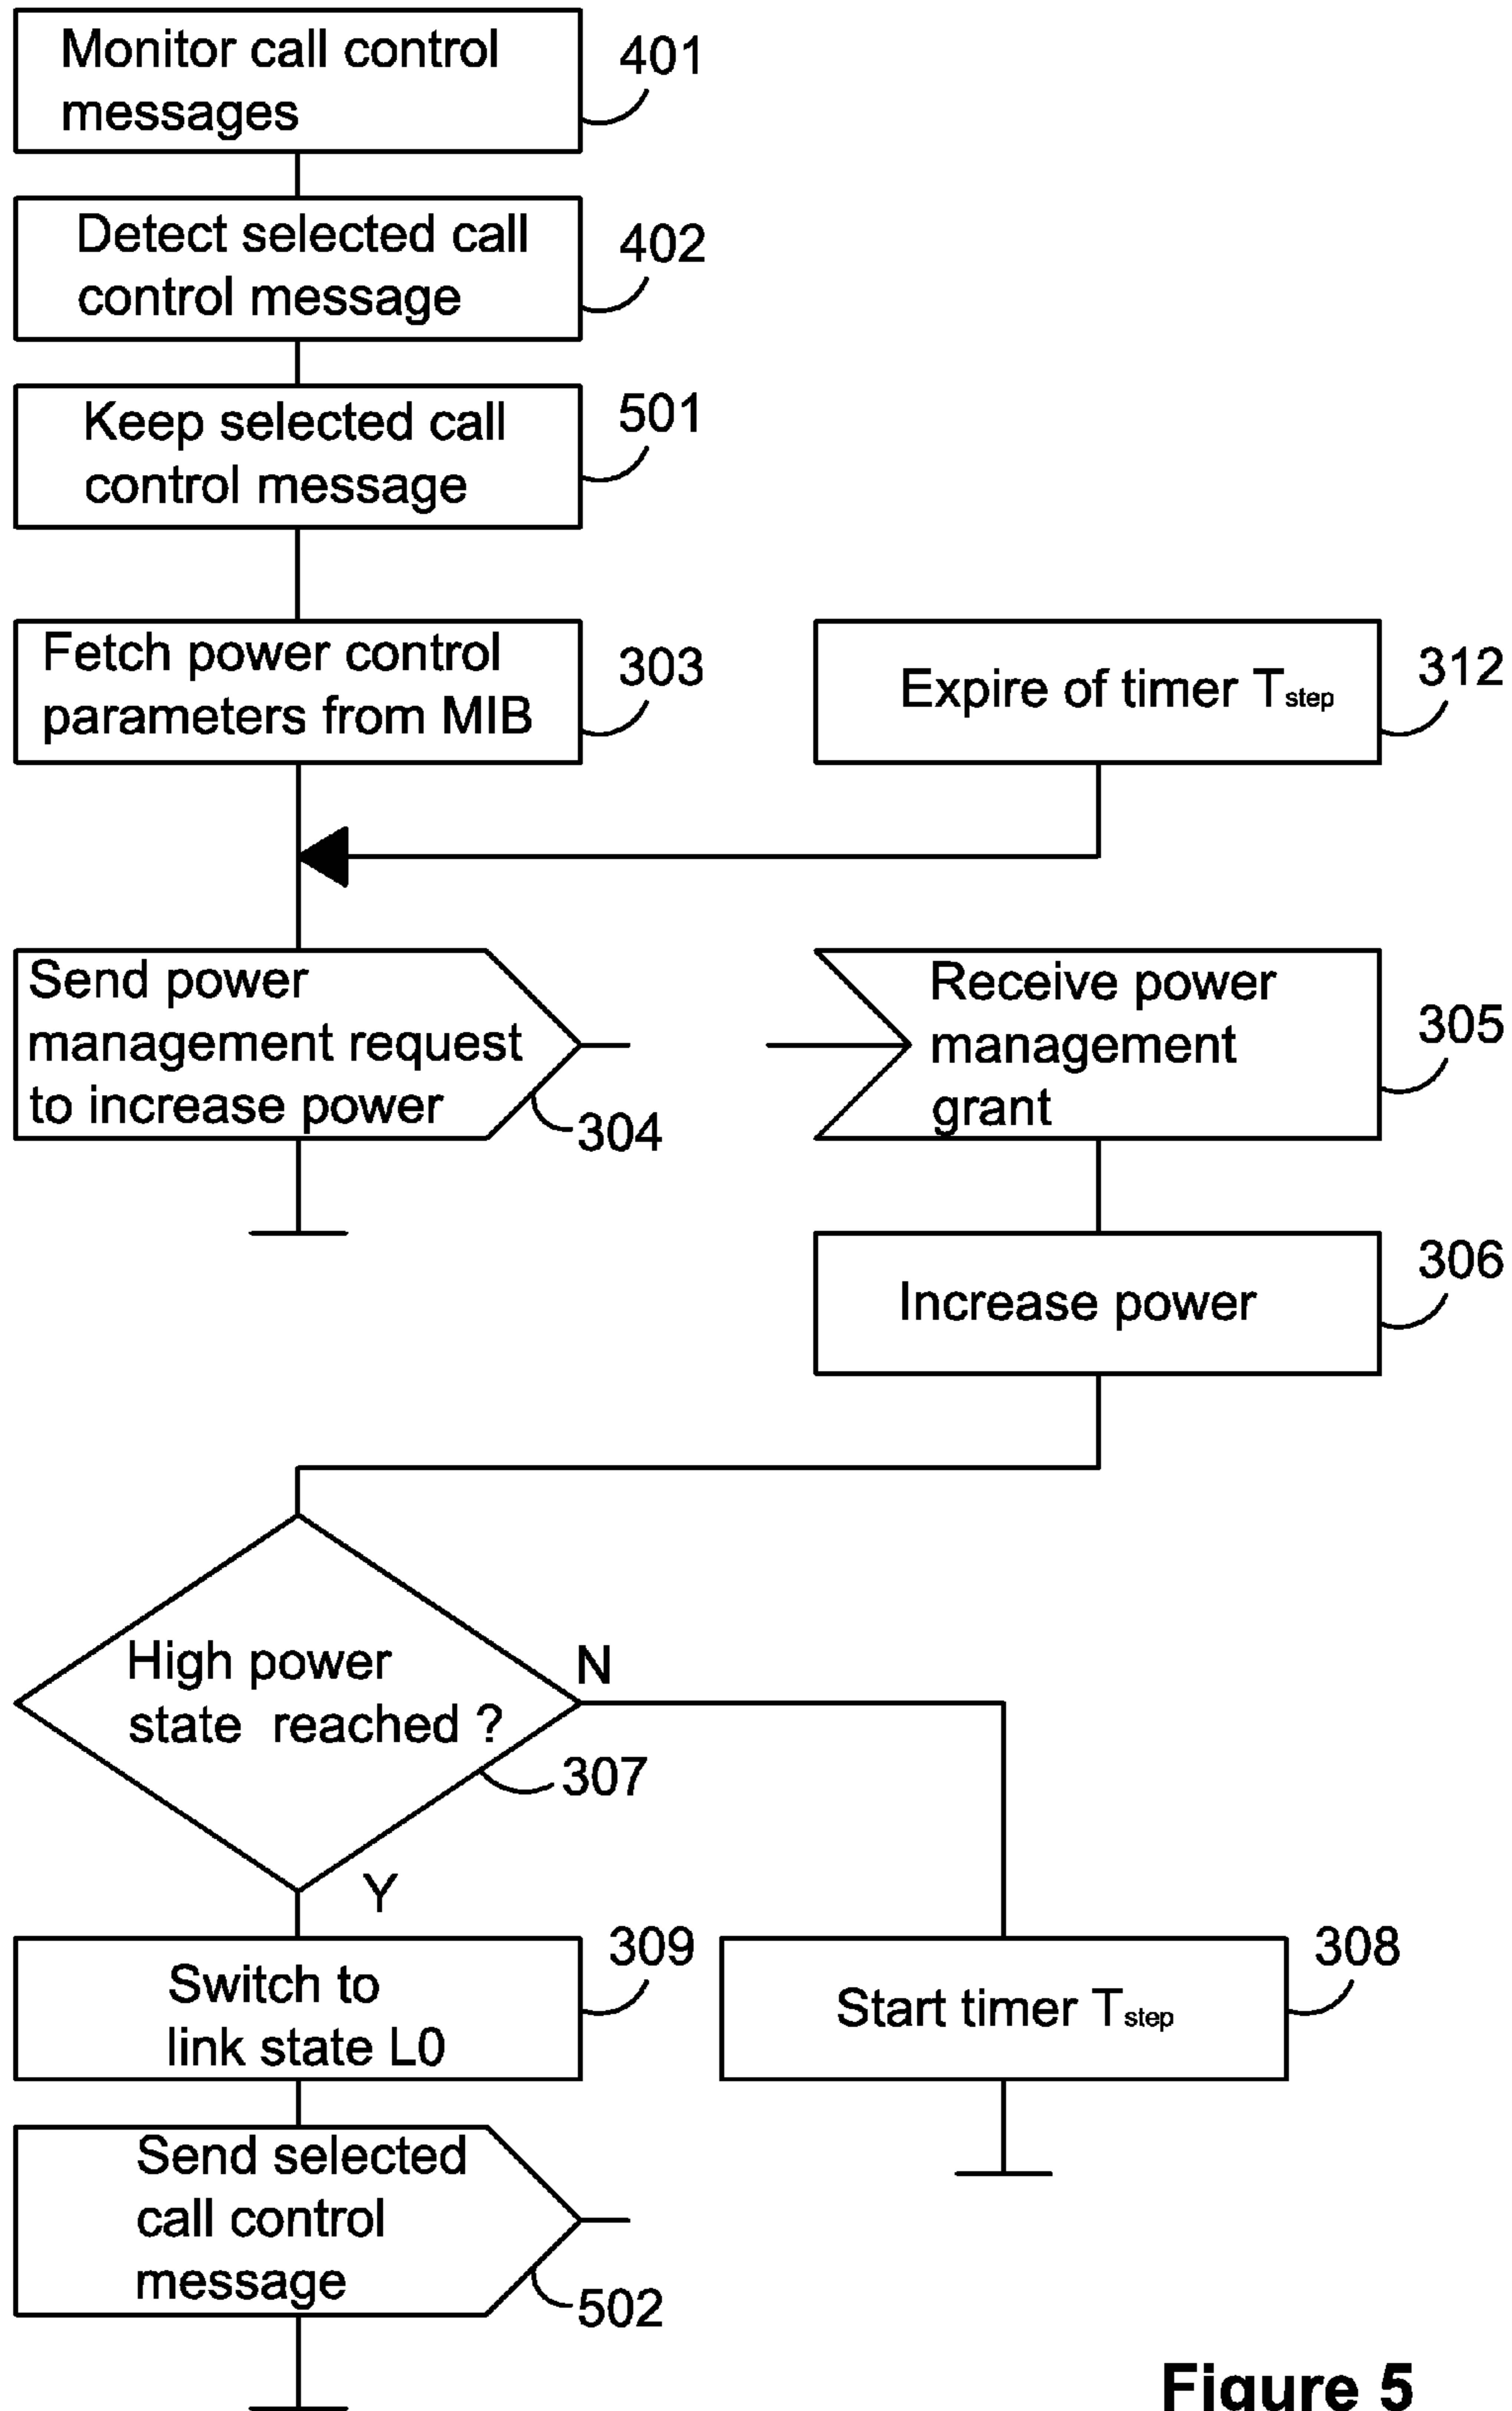 Monitor call control
messages
401
Detect selected call
control message
402
Keep selected call
control message
501
Fetch power control
parameters from MIB
303
Expire of timer Tstep
312
Send power
management request
to increase power
304
Receive power
management
grant
305
Increase power
306
High power
state reached ?
307
N
Y
Switch to
link state L0
309
Start timer Tstep
308
Send selected
call control
message
502
Figure 5